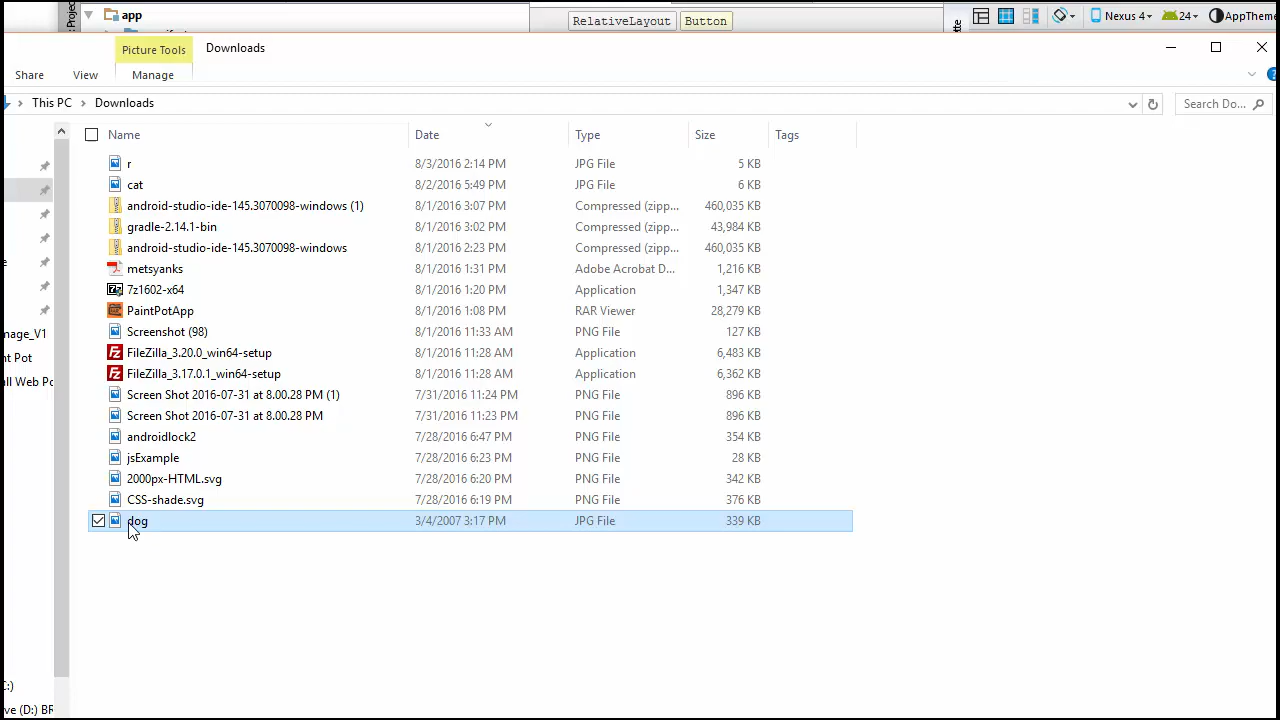 app
RelativeLayout Button
Nexus 4 24 AppTheme
Picture Tools Downloads
Share View Manage
This PC > Downloads
Search Do...
Name Date Type Size Tags
r 8/3/2016 2:14 PM JPG File 5 KB
cat 8/2/2016 5:49 PM JPG File 6 KB
android-studio-ide-145.3070098-windows (1) 8/1/2016 3:07 PM Compressed (zipp... 460,035 KB
gradle-2.14.1-bin 8/1/2016 3:02 PM Compressed (zipp... 43,984 KB
android-studio-ide-145.3070098-windows 8/1/2016 2:23 PM Compressed (zipp... 460,035 KB
metsyanks 8/1/2016 1:31 PM Adobe Acrobat D... 1,216 KB
7z1602-x64 8/1/2016 1:20 PM Application 1,347 KB
PaintPotApp 8/1/2016 1:08 PM RAR Viewer 28,279 KB
Screenshot (98) 8/1/2016 11:33 AM PNG File 127 KB
mage_V1
FileZilla_3.20.0_win64-setup 8/1/2016 11:28 AM Application 6,483 KB
nt Pot
FileZilla_3.17.0.1_win64-setup 8/1/2016 11:28 AM Application 6,362 KB
all Web Po
Screen Shot 2016-07-31 at 8.00.28 PM (1) 7/31/2016 11:24 PM PNG File 896 KB
Screen Shot 2016-07-31 at 8.00.28 PM 7/31/2016 11:23 PM PNG File 896 KB
androidlock2 7/28/2016 6:47 PM PNG File 354 KB
jsExample 7/28/2016 6:23 PM PNG File 28 KB
2000px-HTML.svg 7/28/2016 6:20 PM PNG File 342 KB
CSS-shade.svg 7/28/2016 6:19 PM PNG File 376 KB
dog 3/4/2007 3:17 PM JPG File 339 KB
C:)
ve (D:) BR